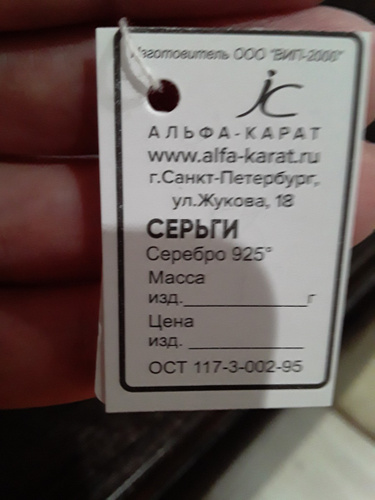 Изготовитель ООО "ВИП-2000"
АЛЬФА-КАРАТ
www.alfa-karat.ru
г.Санкт-Петербург,
ул.Жукова, 18
СЕРЬГИ
Серебро 925°
Масса
изд.______________г
Цена
изд. _____________
ОСТ 117-3-002-95